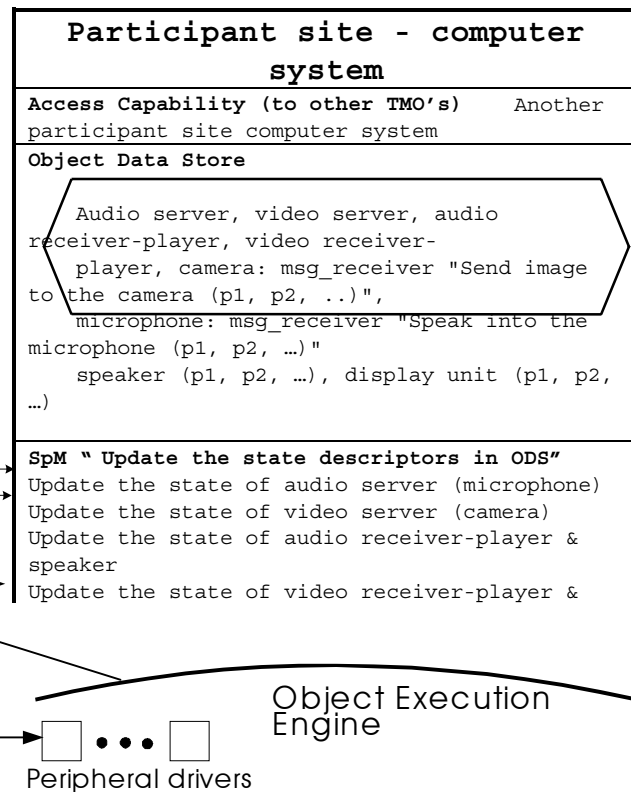 Participant site - computer
system
Access Capability (to other TMO's) Another
participant site computer system
Object Data Store
Audio server, video server, audio
receiver-player, video receiver-
player, camera: msg_receiver "Send image
to the camera (p1, p2, ..)",
microphone: msg_receiver "Speak into the
microphone (p1, p2, …)"
speaker (p1, p2, …), display unit (p1, p2,
…)
SpM “ Update the state descriptors in ODS”
Update the state of audio server (microphone)
Update the state of video server (camera)
Update the state of audio receiver-player &
speaker
Update the state of video receiver-player &
Object Execution
Engine
Peripheral drivers